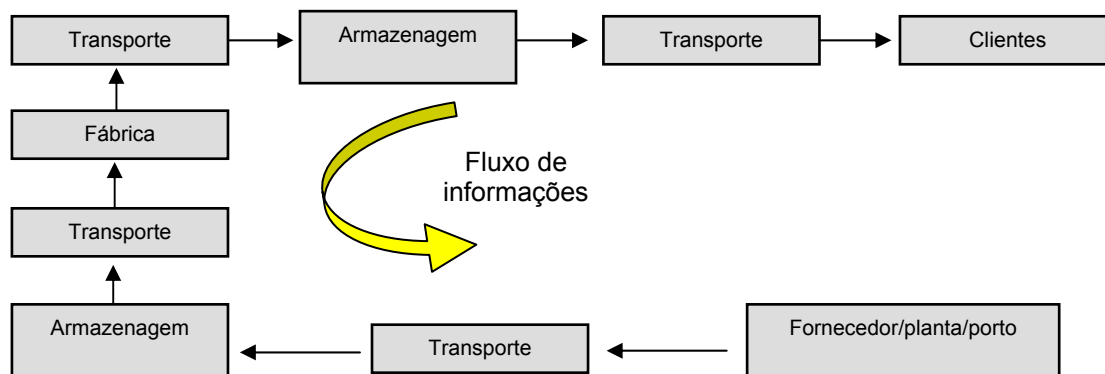 Transporte
Armazenagem
Transporte
Clientes
Fábrica
Fluxo de
informações
Transporte
Armazenagem
Transporte
Fornecedor/planta/porto